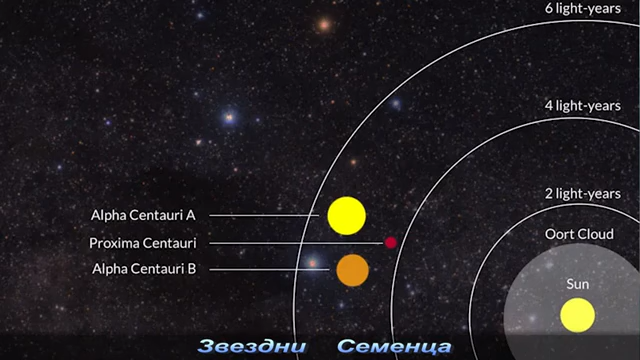 6 light-years
4 light-years
2 light-years
Oort Cloud
Sun
Alpha Centauri A
Proxima Centauri
Alpha Centauri B
Звездни Семенца